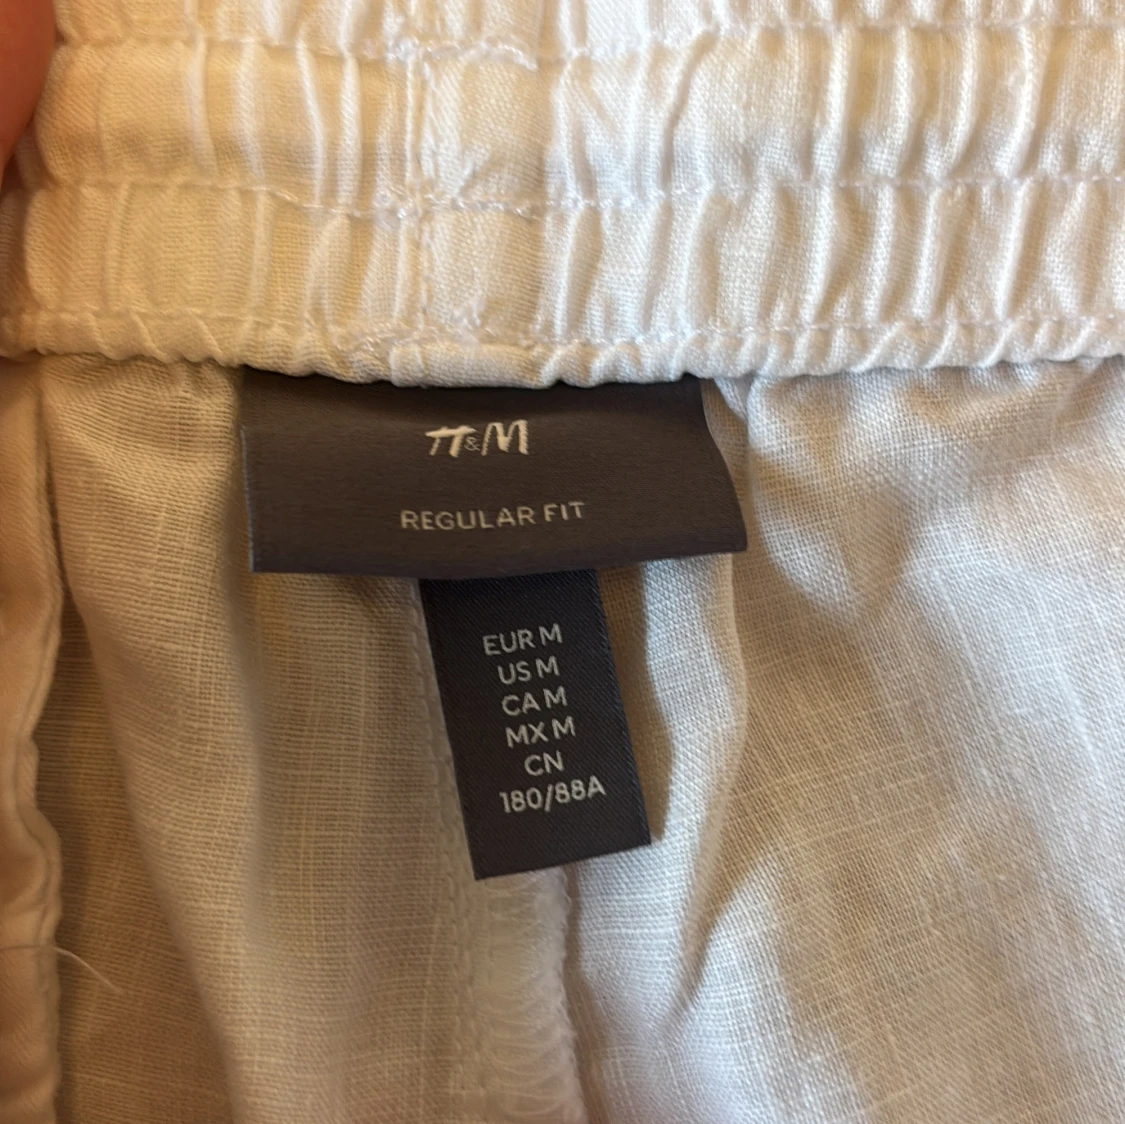 H&M
REGULAR FIT
EUR M
US M
CA M
MX M
CN
180/88A